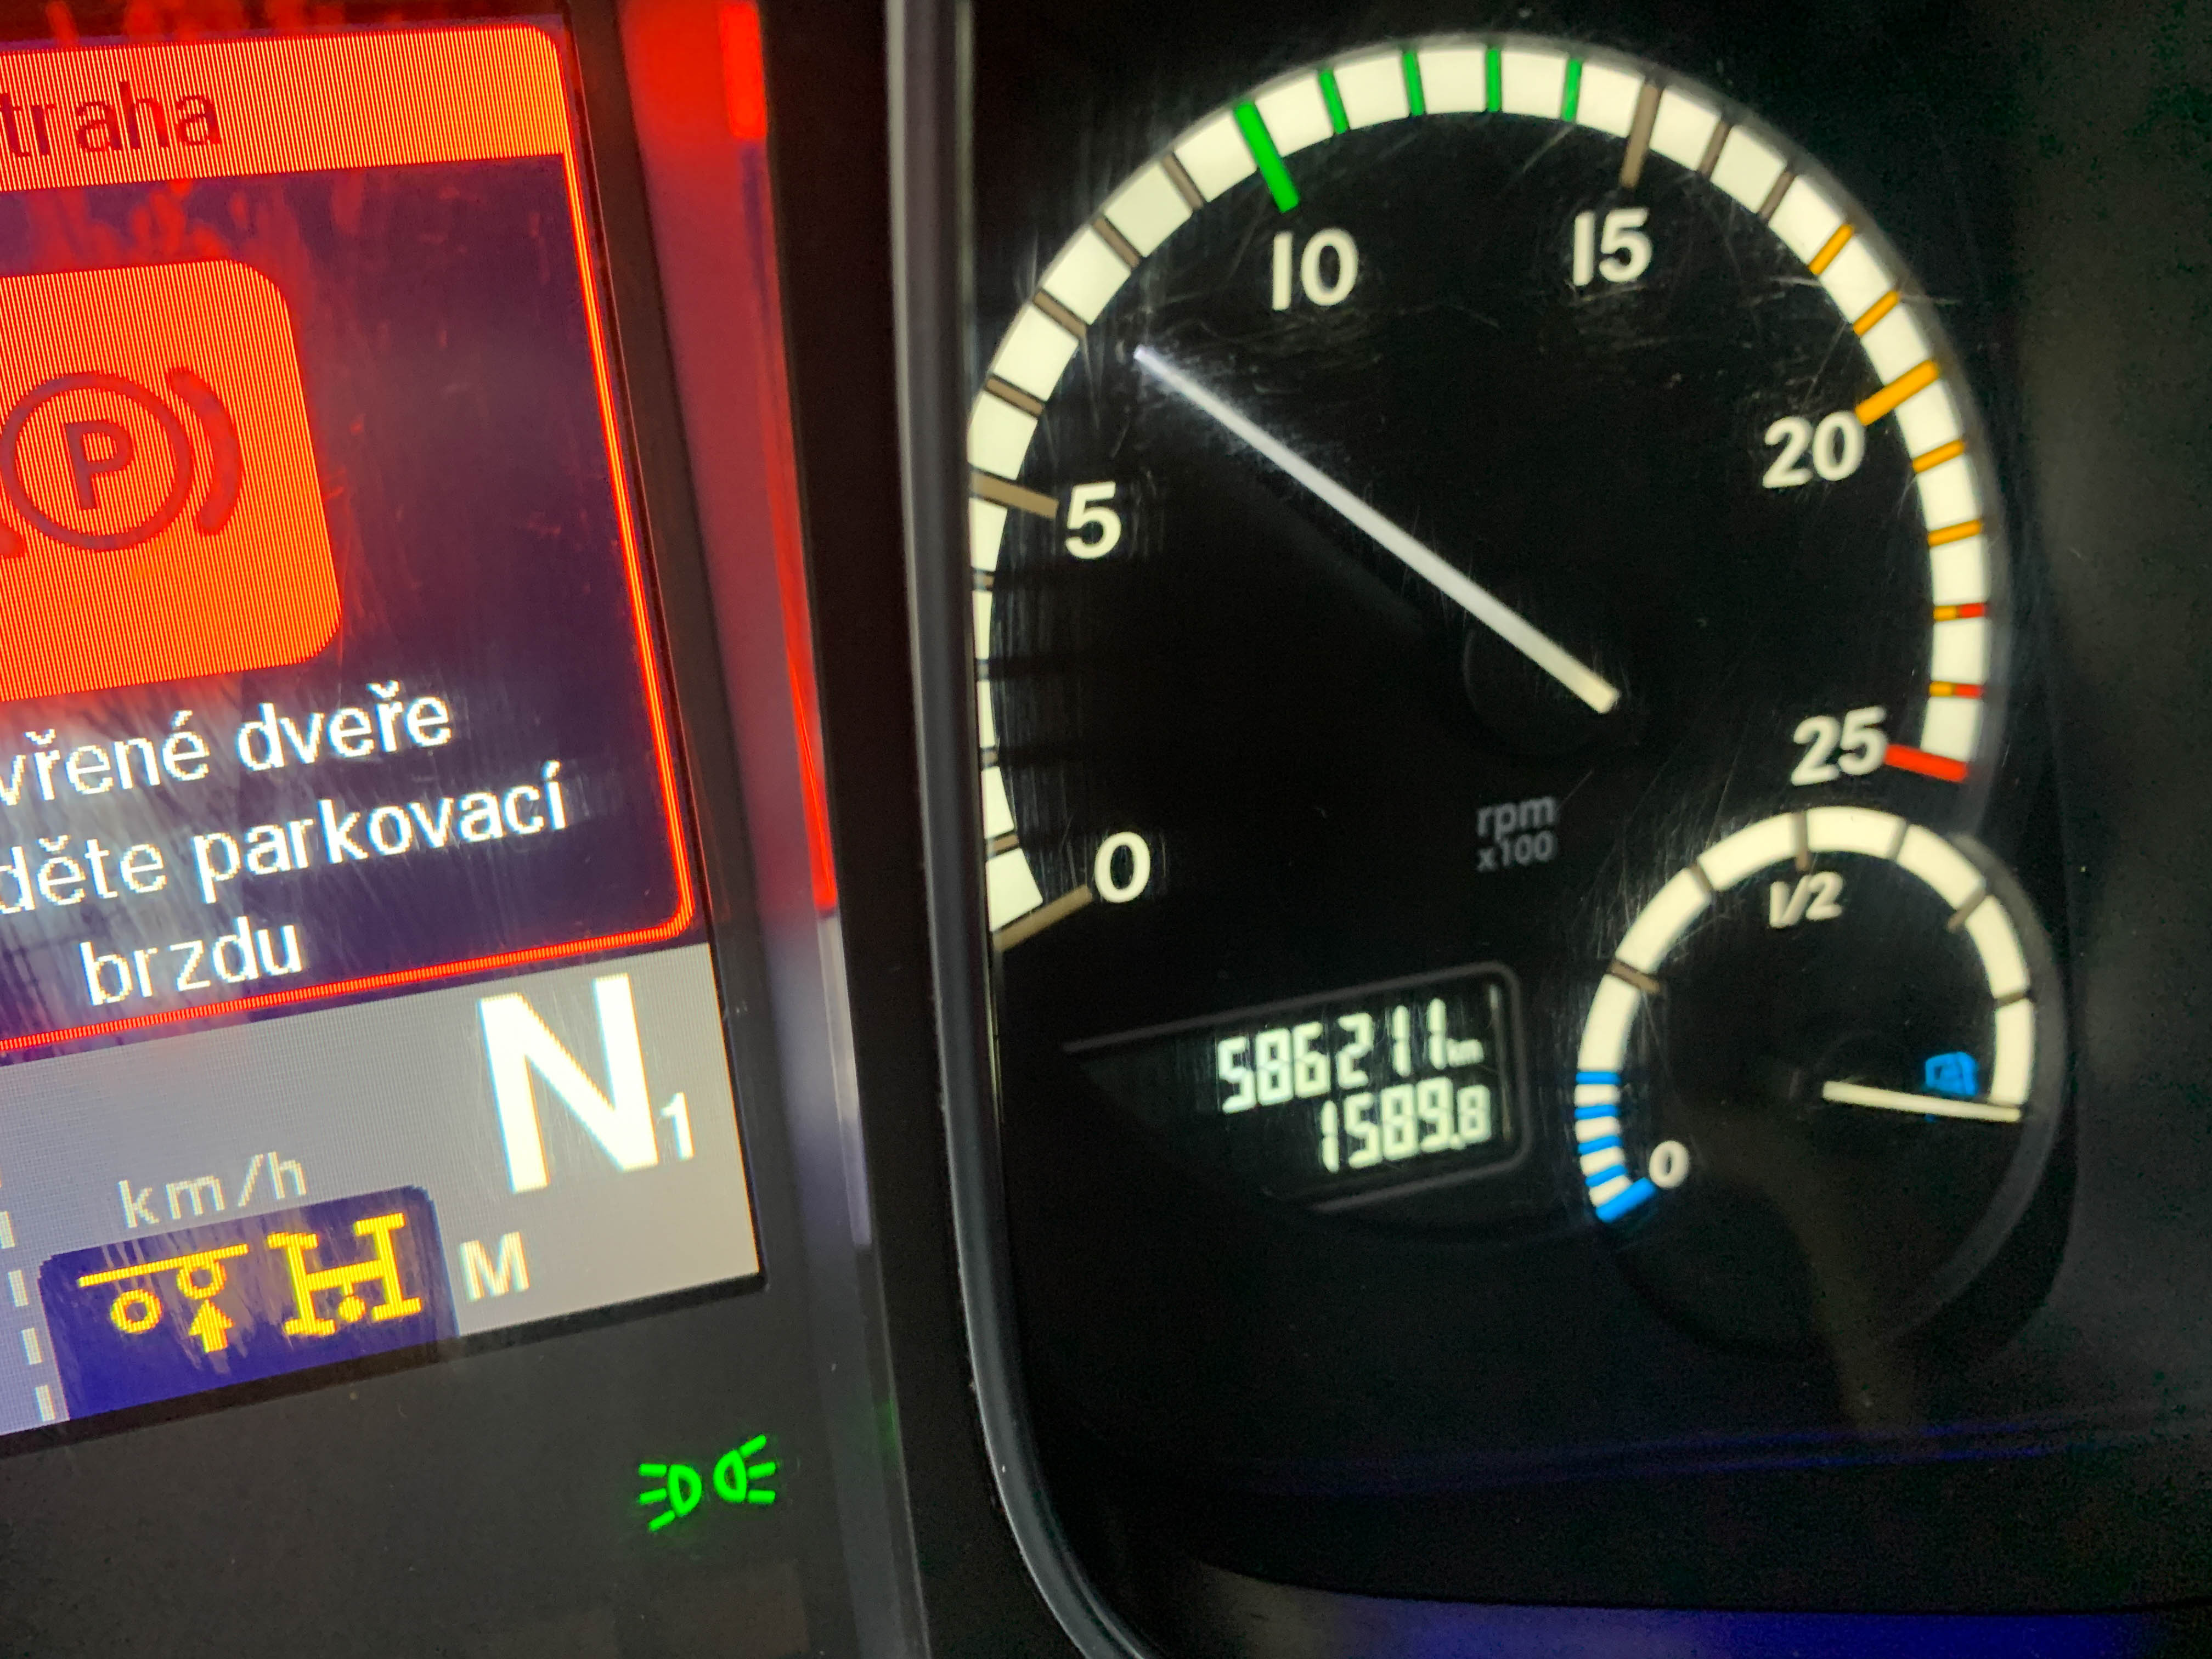 traha
P
vřené dveře
děte parkovací
brzdu
N1
km/h
M
0
5
10
15
20
25
rpm
x100
586211km
1589.8
0
1/2